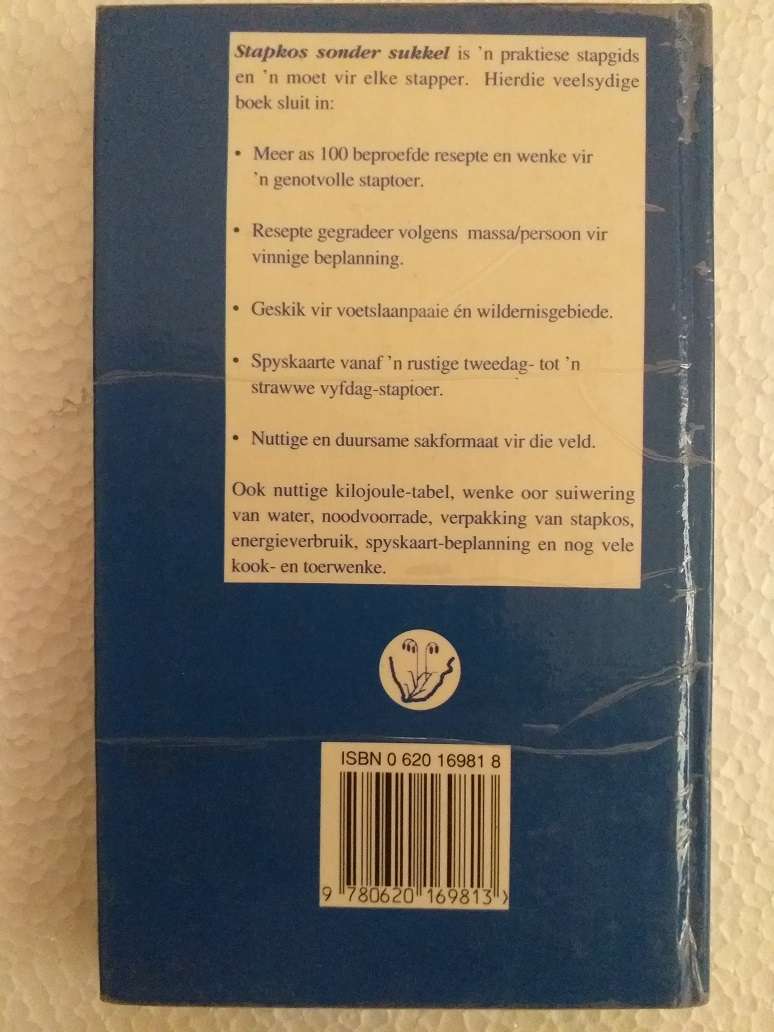 Stapkos sonder sukkel is 'n praktiese stapgids
en 'n moet vir elke stapper. Hierdie veelsydige
boek sluit in:
• Meer as 100 beproefde resepte en wenke vir
'n genotvolle staptoer.
• Resepte gegradeer volgens massa/persoon vir
vinnige beplanning.
• Geskik vir voetslaanpaaie én wildernisgebiede.
• Spyskaarte vanaf 'n rustige tweedag- tot 'n
strawwe vyfdag-staptoer.
• Nuttige en duursame sakformaat vir die veld.
Ook nuttige kilojoule-tabel, wenke oor suiwering
van water, noodvoorrade, verpakking van stapkos,
energieverbruik, spyskaart-beplanning en nog vele
kook- en toerwenke.
ISBN 0 620 16981 8
9 780620 169813 >